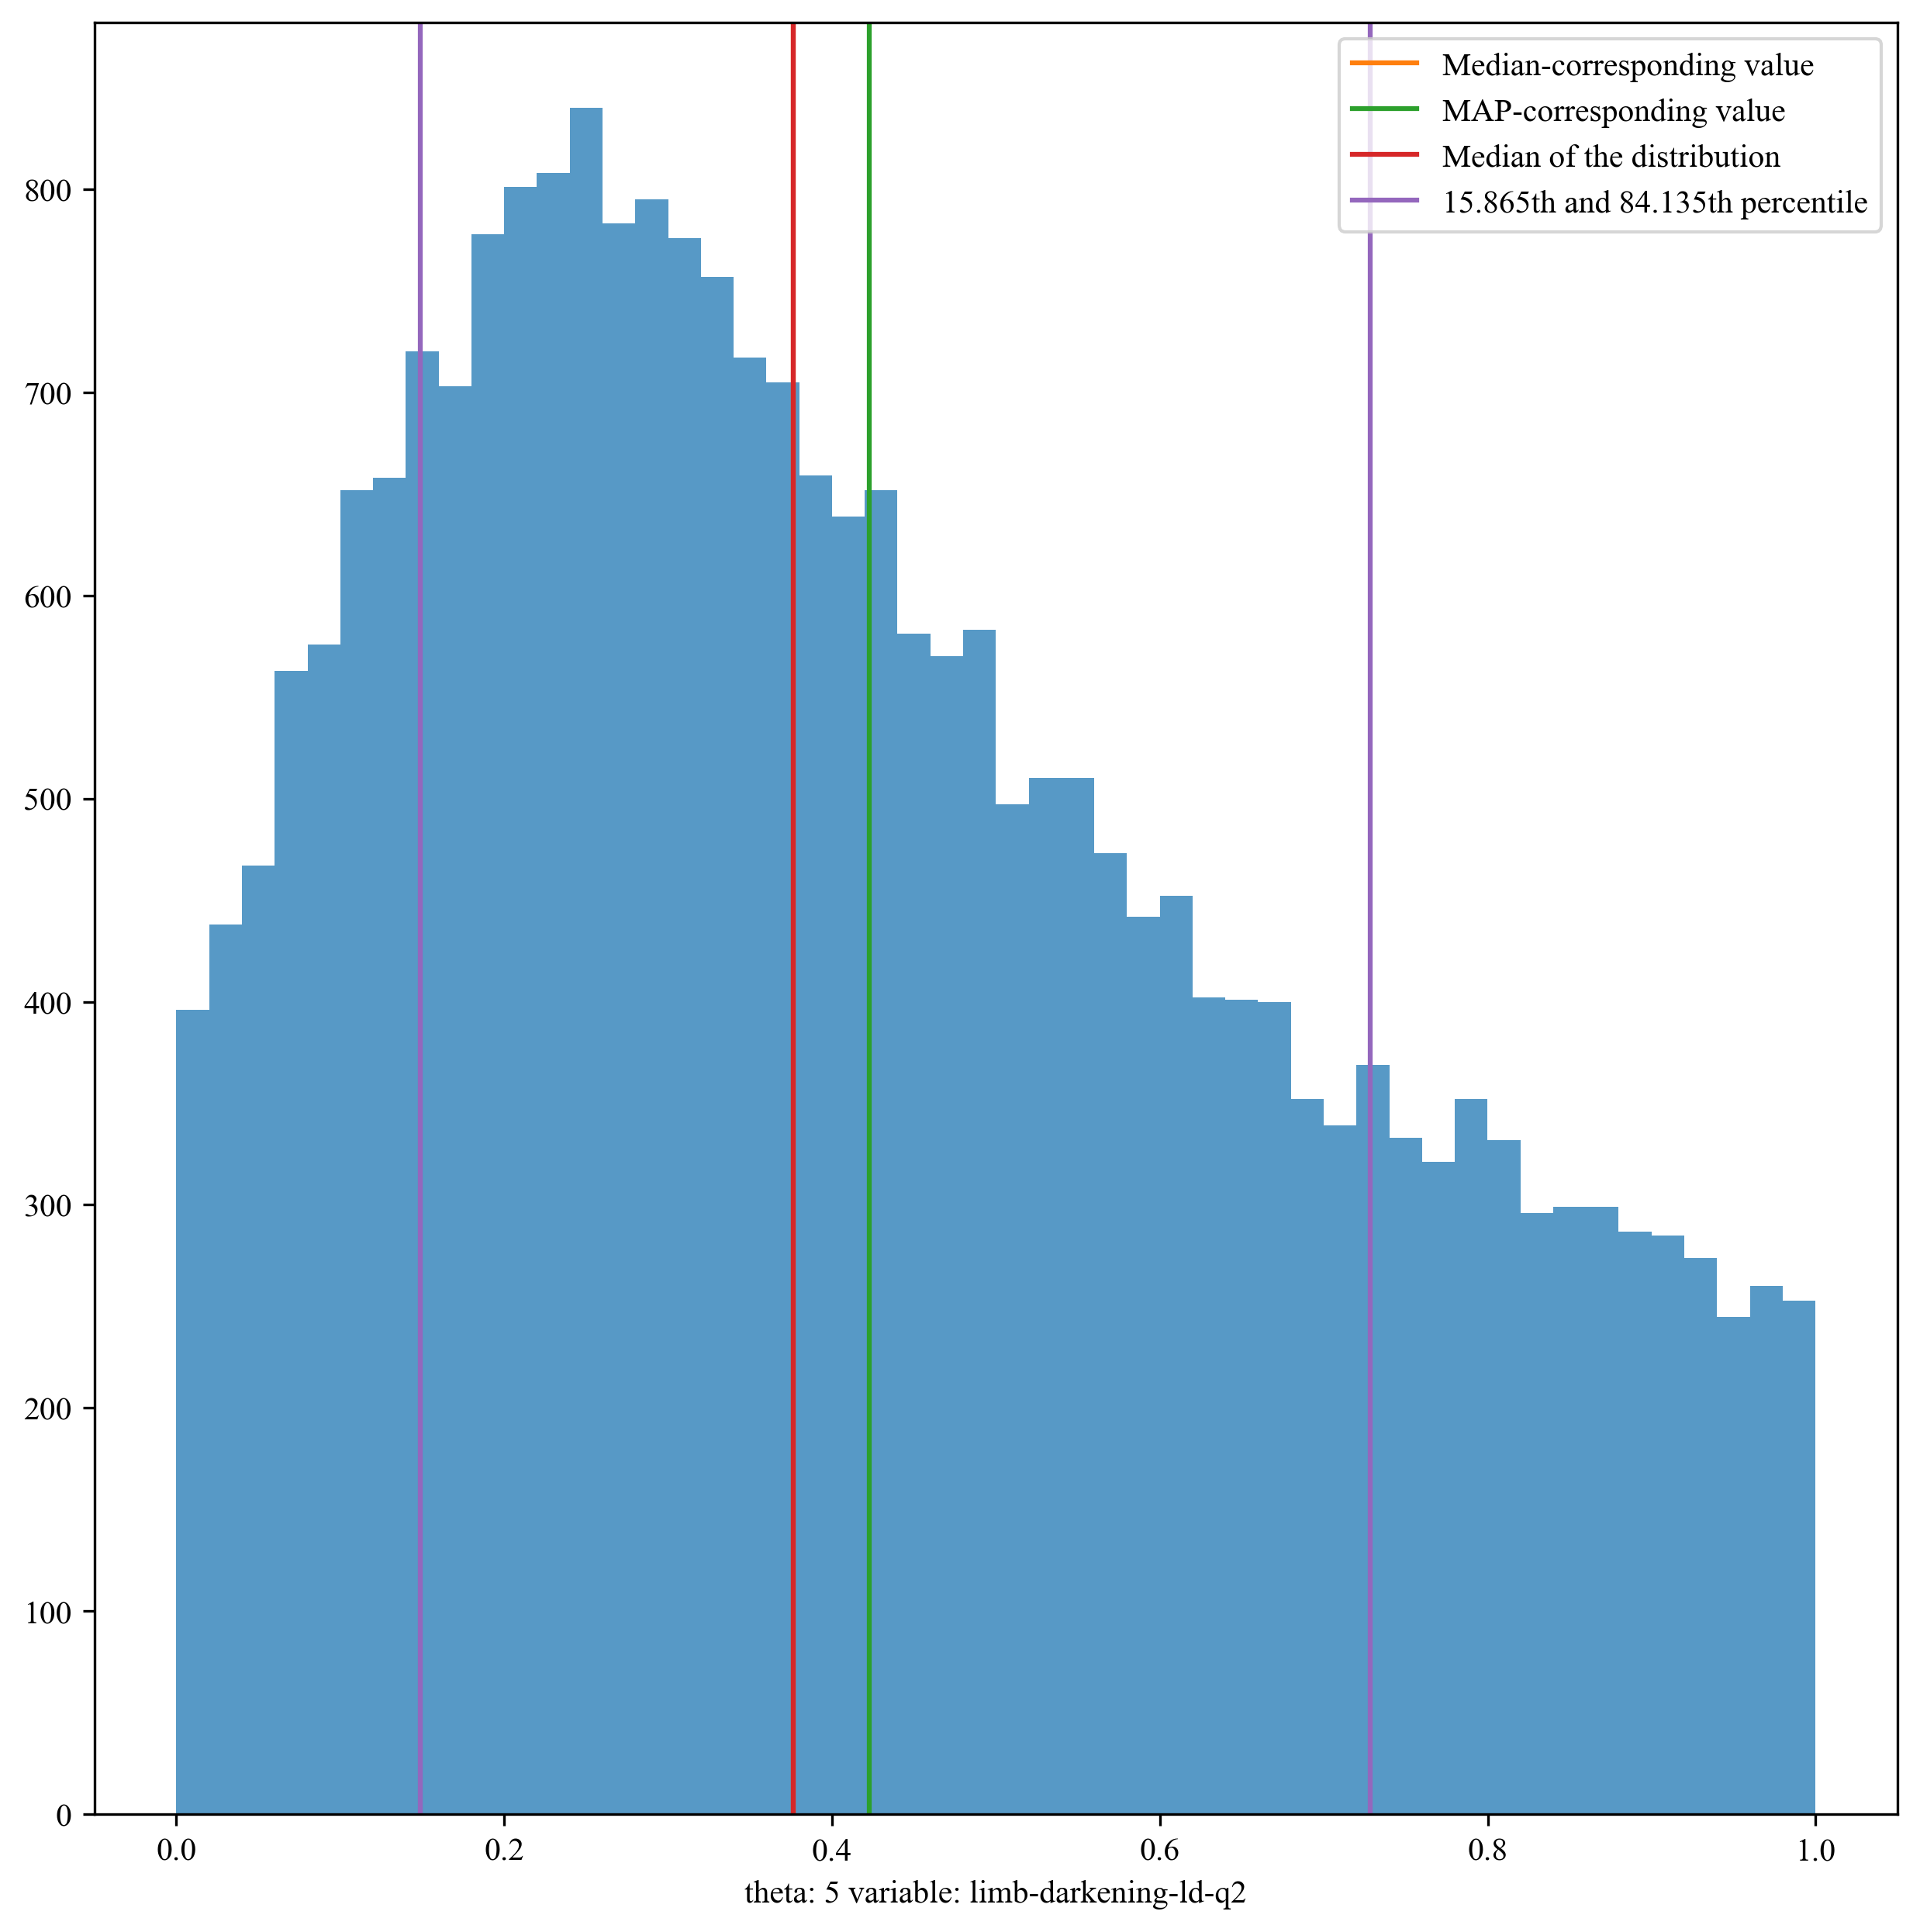 Median-corresponding value
MAP-corresponding value
Median of the distribution
15.865th and 84.135th percentile
800
700
600
500
400
300
200
100
0
0.0 0.2 0.4 0.6 0.8 1.0
theta: 5 variable: limb-darkening-ld-q2